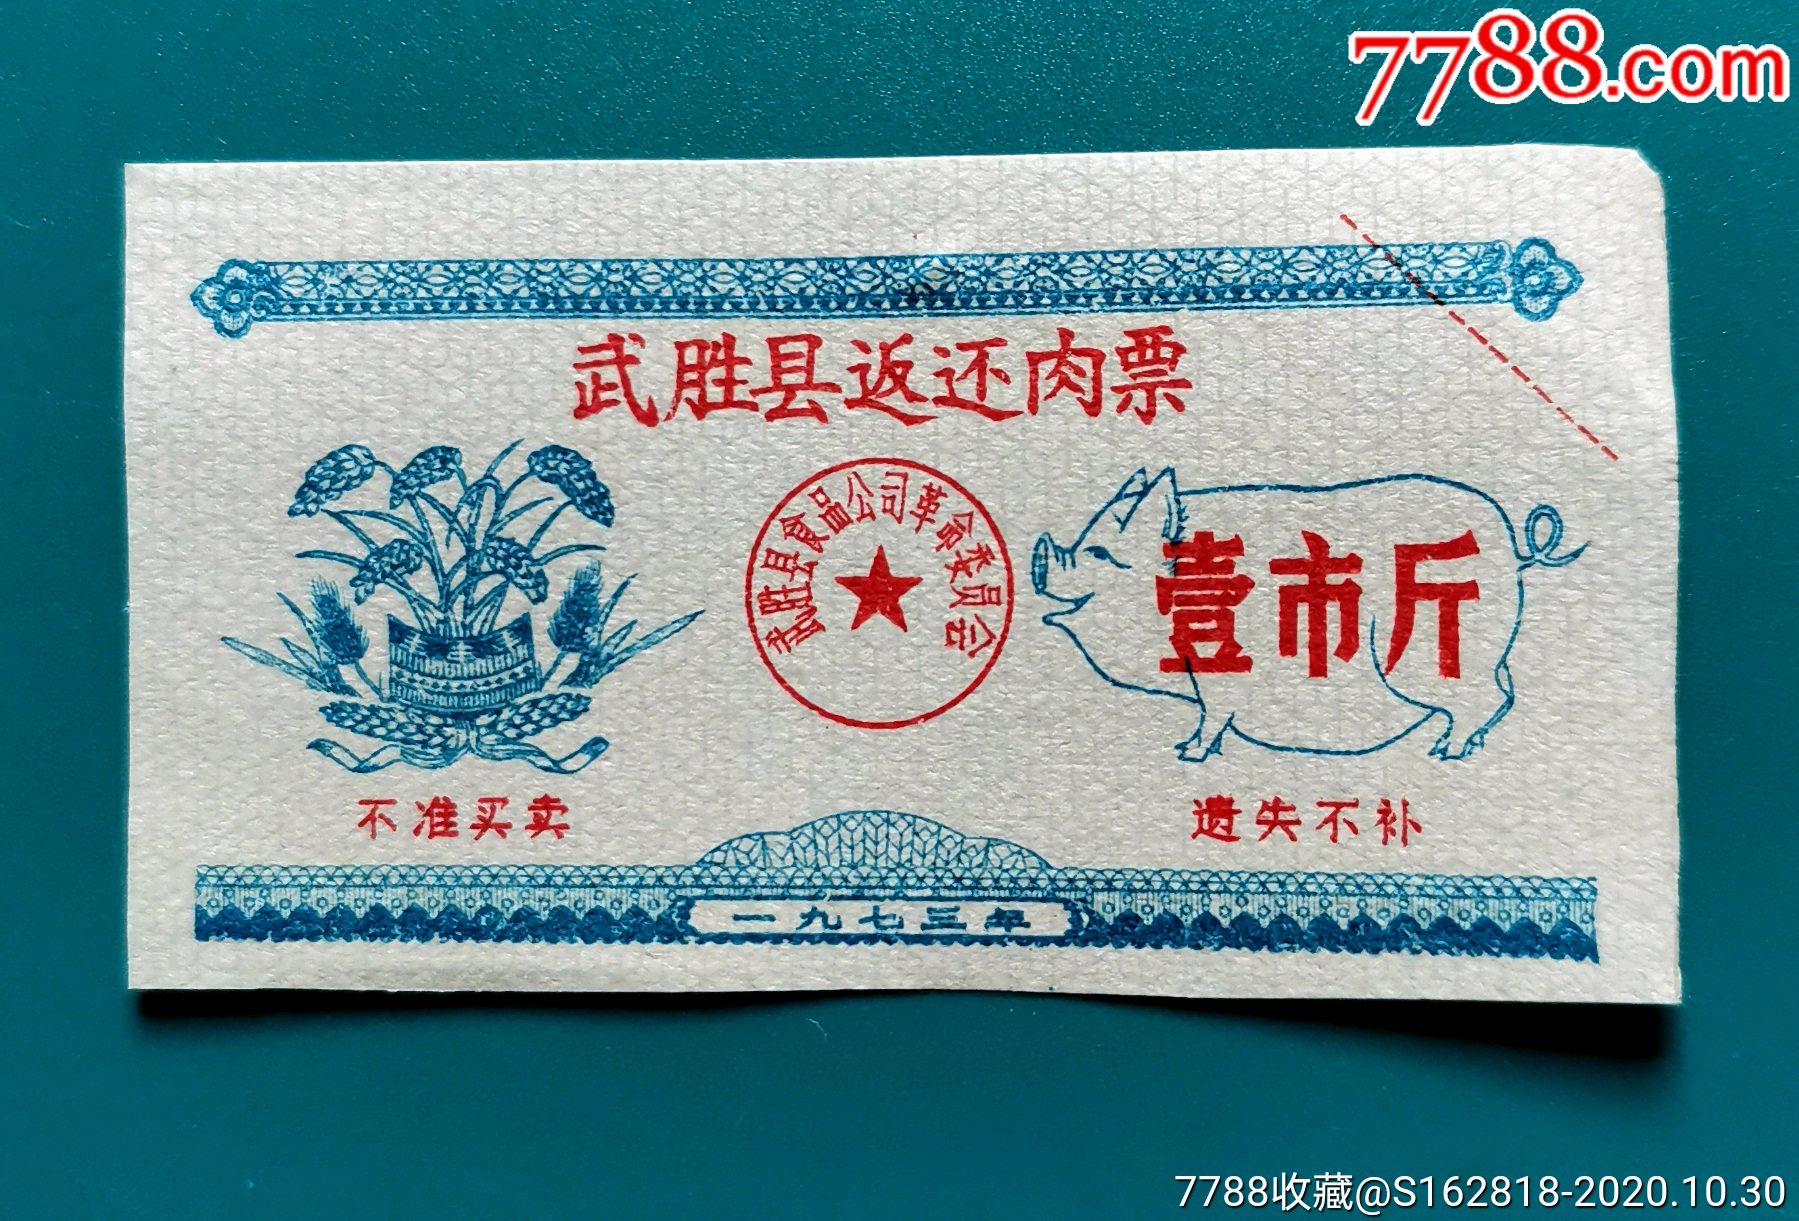 7788.com
武胜县返还肉票
武胜县食品公司革命委员会
壹市斤
不准买卖
遗失不补
一九七三年
7788收藏@S162818-2020.10.30